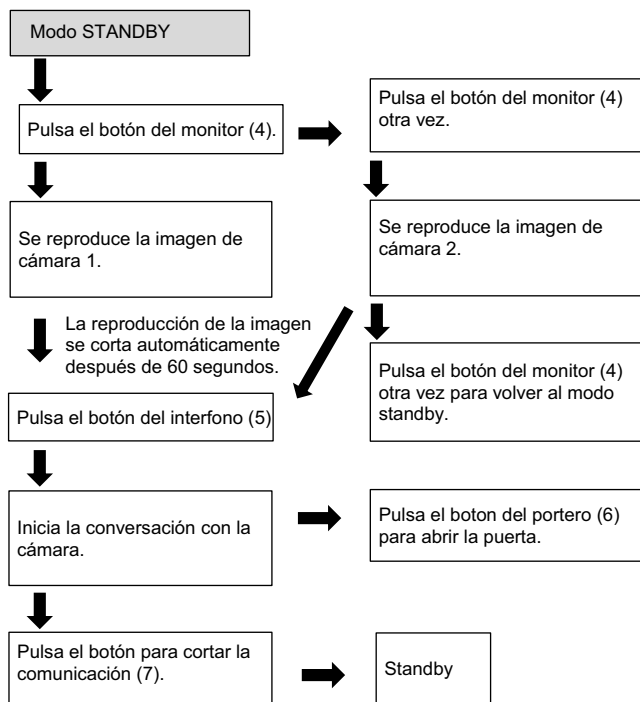 Modo STANDBY
Pulsa el botón del monitor (4).
Pulsa el botón del monitor (4)
otra vez.
Se reproduce la imagen de
cámara 1.
Se reproduce la imagen de
cámara 2.
La reproducción de la imagen
se corta automáticamente
después de 60 segundos.
Pulsa el botón del monitor (4)
otra vez para volver al modo
standby.
Pulsa el botón del interfono (5)
Inicia la conversación con la
cámara.
Pulsa el boton del portero (6)
para abrir la puerta.
Pulsa el botón para cortar la
comunicación (7).
Standby